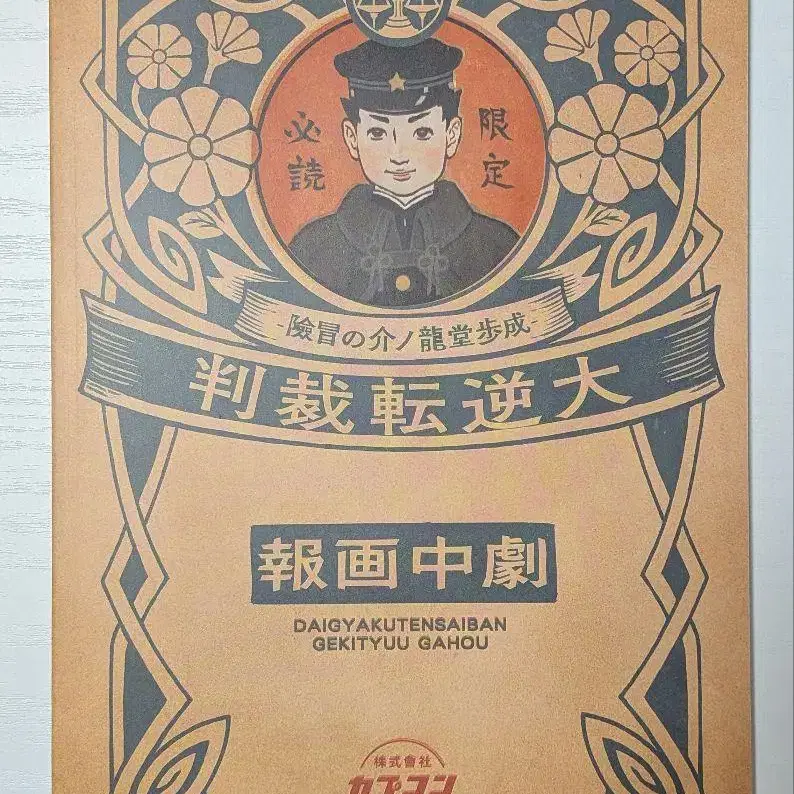 限定
必読
-成歩堂龍ノ介の冒險-
大逆転裁判
劇中画報
DAIGYAKUTENSAIBAN
GEKITYUU GAHOU
株式會社
カプコン